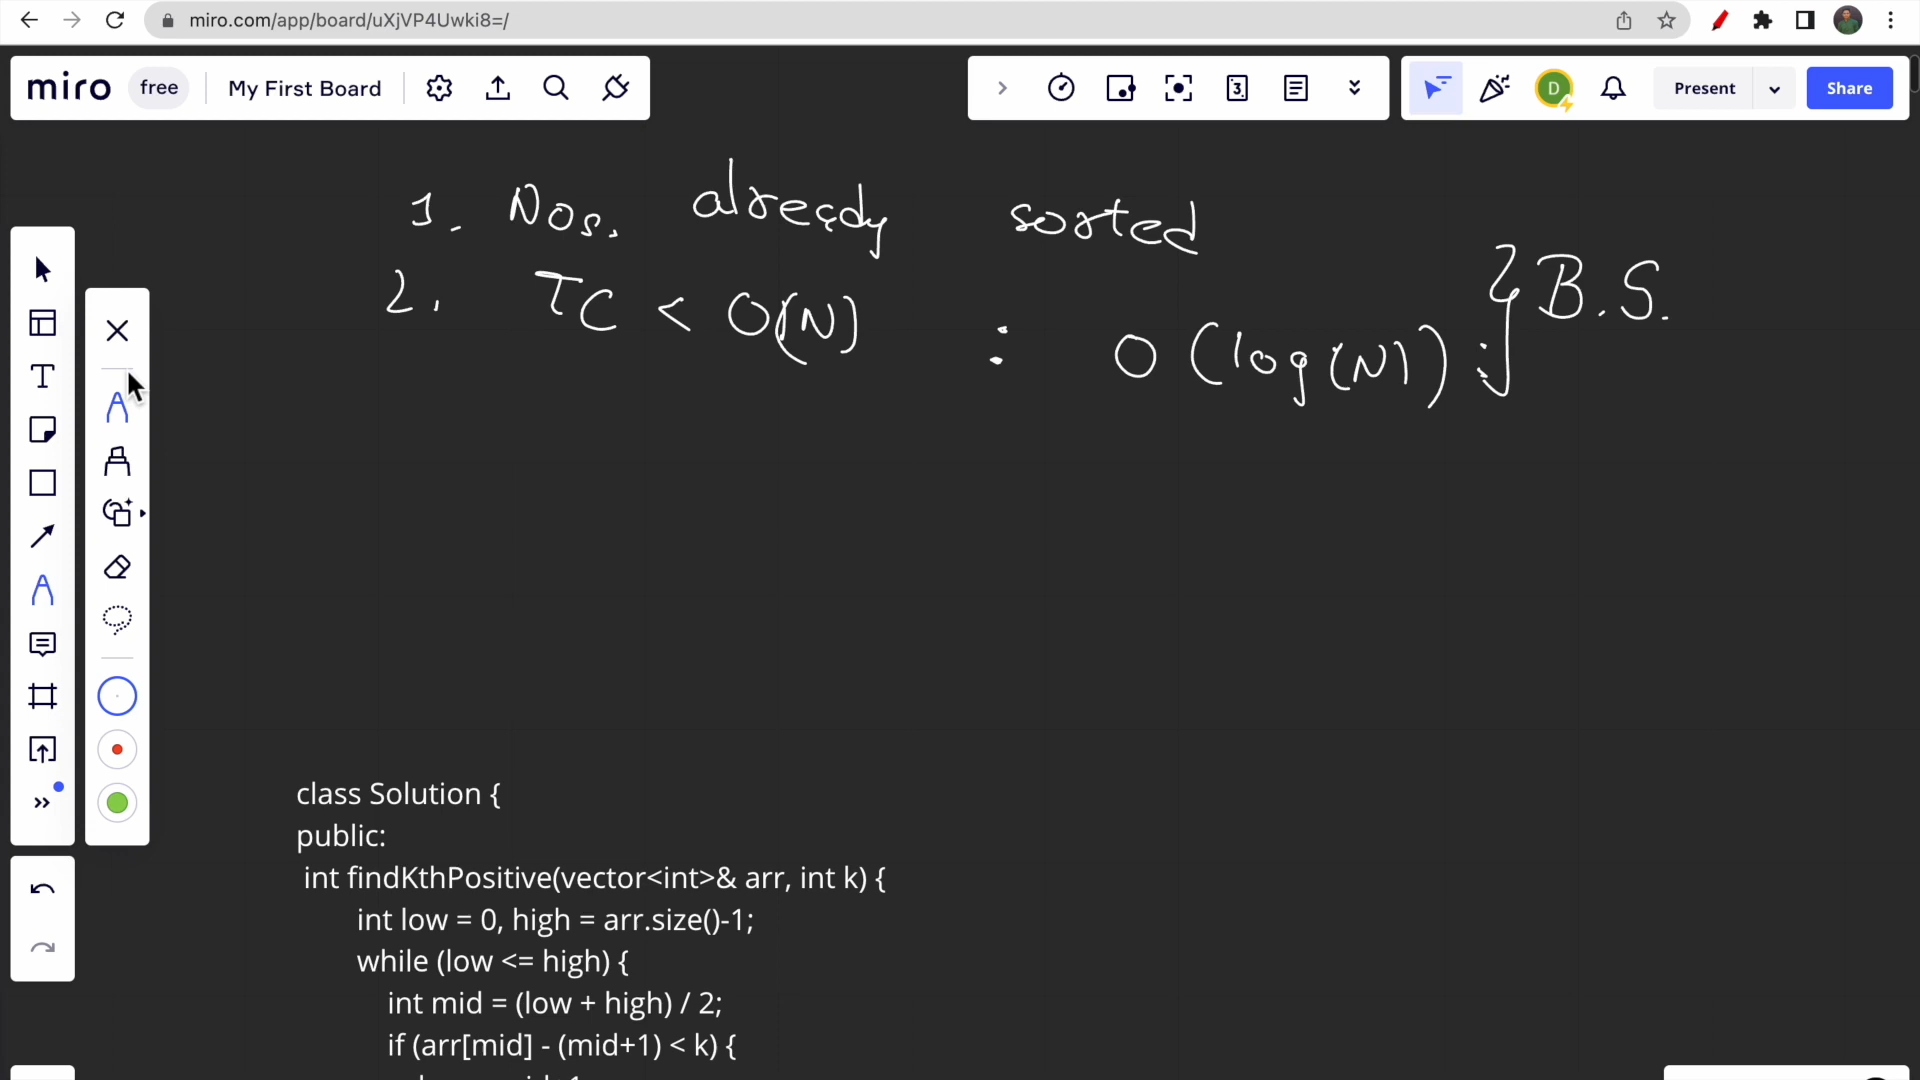 miro.com/app/board/uXjVP4Uwki8=/
miro free My First Board 3 D Present Share
1. Nos. already sorted
2. TC < O(N) : O(log(N)) } B.S.
T
class Solution {
public:
int findKthPositive(vector<int>& arr, int k) {
int low = 0, high = arr.size()-1;
while (low <= high) {
int mid = (low + high) / 2;
if (arr[mid] - (mid+1) < k) {